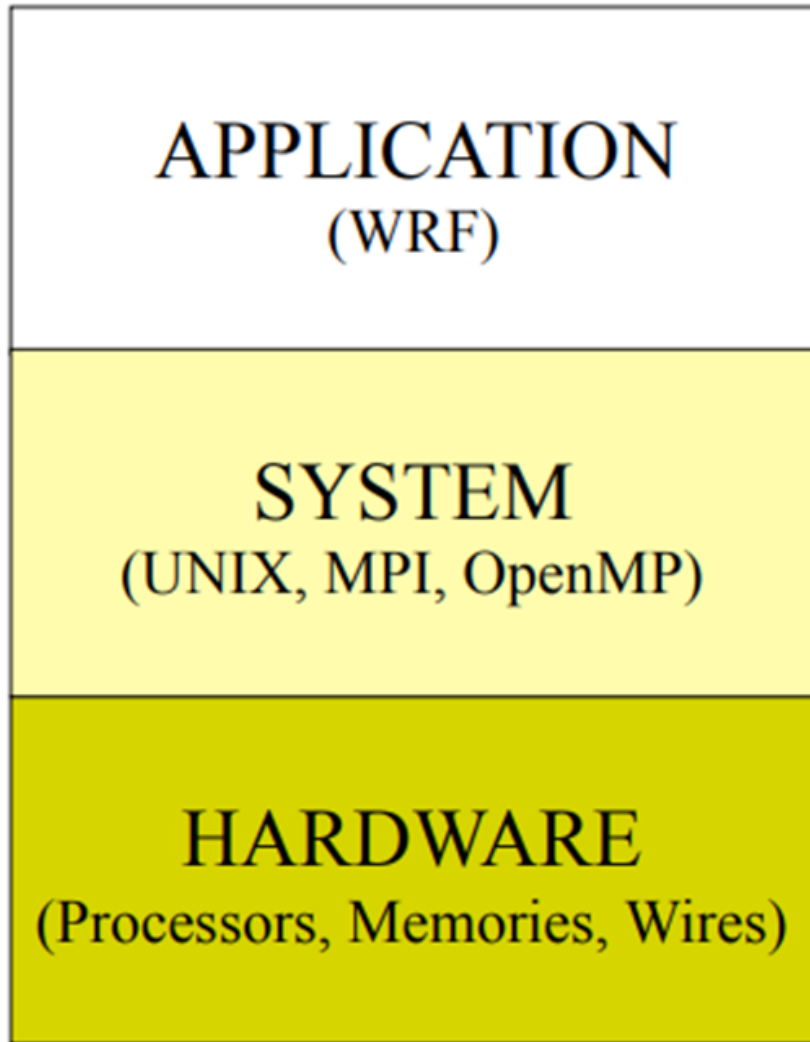 APPLICATION
(WRF)
SYSTEM
(UNIX, MPI, OpenMP)
HARDWARE
(Processors, Memories, Wires)